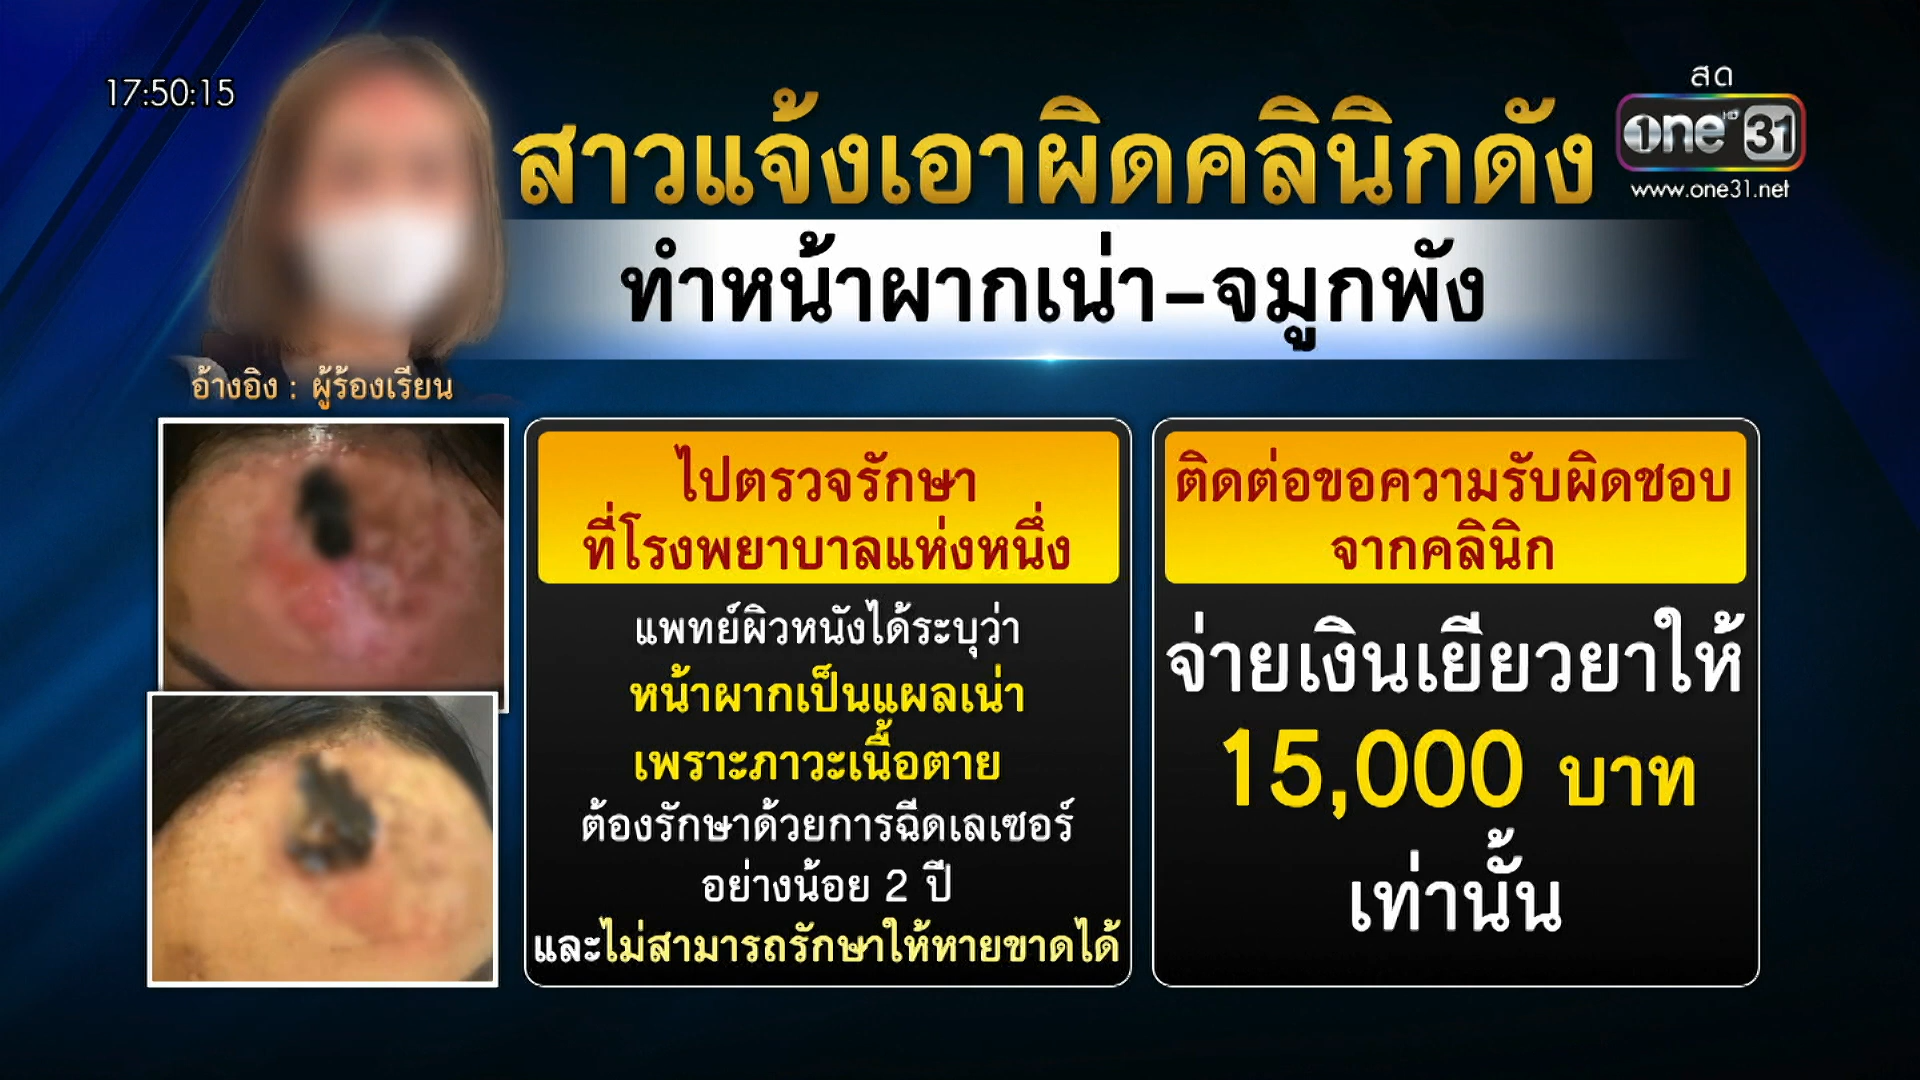 17:50:15
สด
one HD 31
www.one31.net
สาวแจ้งเอาผิดคลินิกดัง
ทำหน้าผากเน่า-จมูกพัง
อ้างอิง : ผู้ร้องเรียน
ไปตรวจรักษา
ที่โรงพยาบาลแห่งหนึ่ง
แพทย์ผิวหนังได้ระบุว่า
หน้าผากเป็นแผลเน่า
เพราะภาวะเนื้อตาย
ต้องรักษาด้วยการฉีดเลเซอร์
อย่างน้อย 2 ปี
และไม่สามารถรักษาให้หายขาดได้
ติดต่อขอความรับผิดชอบ
จากคลินิก
จ่ายเงินเยียวยาให้
15,000 บาท
เท่านั้น